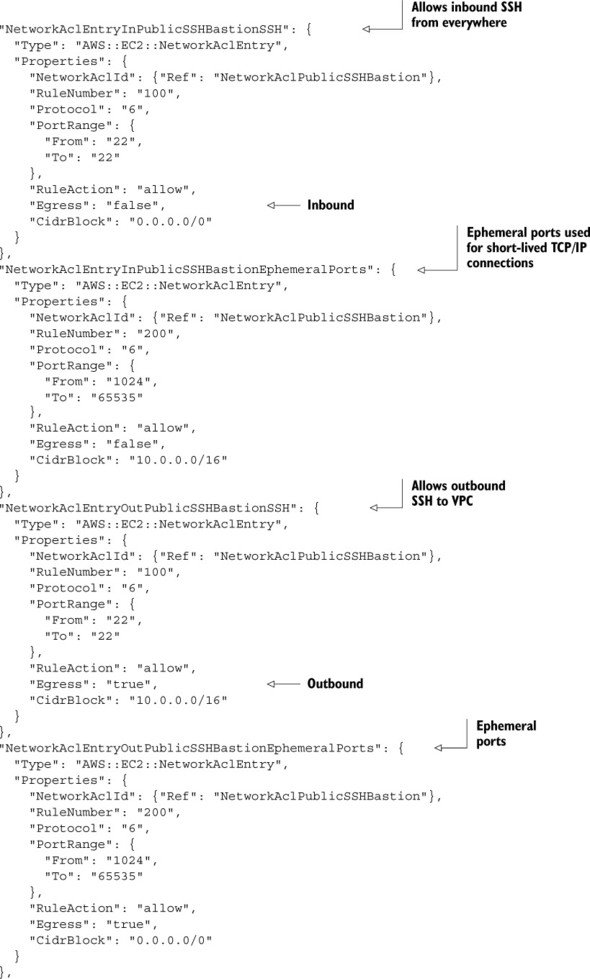 Allows inbound SSH
from everywhere
"NetworkAclEntryInPublicSSHBastionSSH": {
"Type": "AWS::EC2::NetworkAclEntry",
"Properties": {
"NetworkAclId": {"Ref": "NetworkAclPublicSSHBastion"},
"RuleNumber": "100",
"Protocol": "6",
"PortRange": {
"From": "22",
"To": "22"
},
"RuleAction": "allow",
"Egress": "false", Inbound
"CidrBlock": "0.0.0.0/0"
}
},
Ephemeral ports used
for short-lived TCP/IP
connections
"NetworkAclEntryInPublicSSHBastionEphemeralPorts": {
"Type": "AWS::EC2::NetworkAclEntry",
"Properties": {
"NetworkAclId": {"Ref": "NetworkAclPublicSSHBastion"},
"RuleNumber": "200",
"Protocol": "6",
"PortRange": {
"From": "1024",
"To": "65535"
},
"RuleAction": "allow",
"Egress": "false",
"CidrBlock": "10.0.0.0/16"
}
},
Allows outbound
SSH to VPC
"NetworkAclEntryOutPublicSSHBastionSSH": {
"Type": "AWS::EC2::NetworkAclEntry",
"Properties": {
"NetworkAclId": {"Ref": "NetworkAclPublicSSHBastion"},
"RuleNumber": "100",
"Protocol": "6",
"PortRange": {
"From": "22",
"To": "22"
},
"RuleAction": "allow",
"Egress": "true", Outbound
"CidrBlock": "10.0.0.0/16"
}
},
Ephemeral
ports
"NetworkAclEntryOutPublicSSHBastionEphemeralPorts": {
"Type": "AWS::EC2::NetworkAclEntry",
"Properties": {
"NetworkAclId": {"Ref": "NetworkAclPublicSSHBastion"},
"RuleNumber": "200",
"Protocol": "6",
"PortRange": {
"From": "1024",
"To": "65535"
},
"RuleAction": "allow",
"Egress": "true",
"CidrBlock": "0.0.0.0/0"
}
},